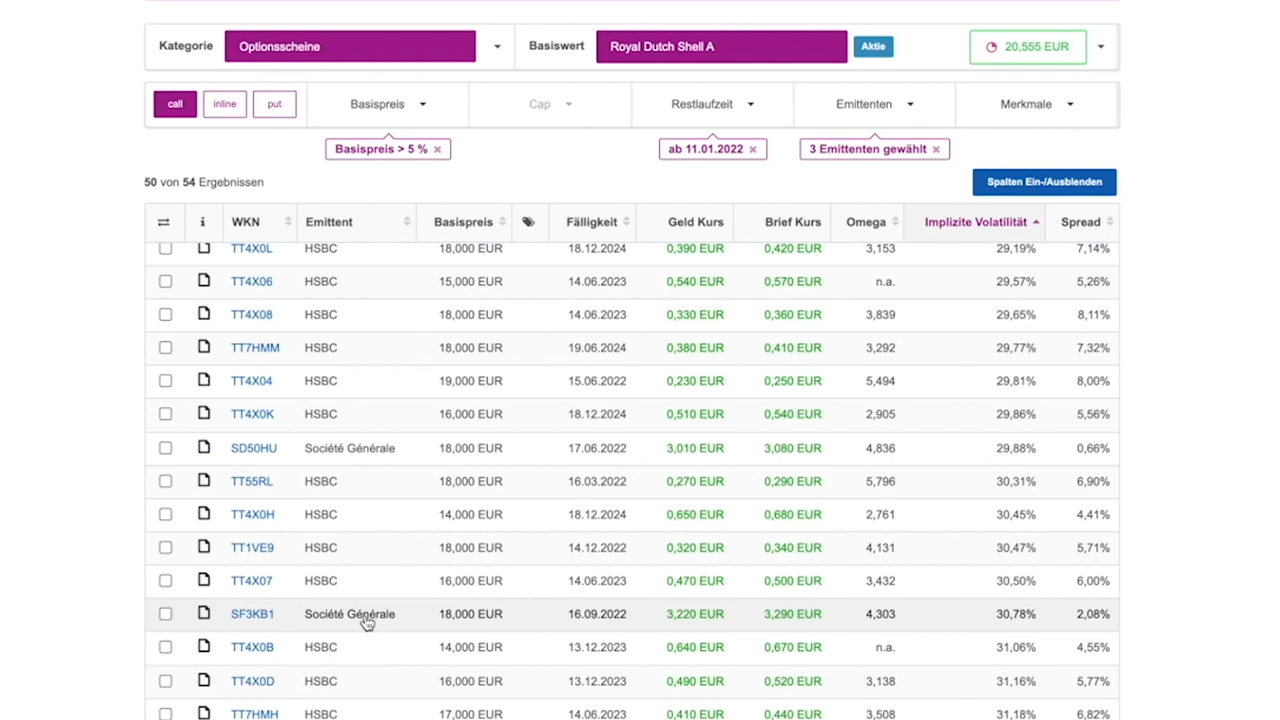 Kategorie Optionsscheine Basiswert Royal Dutch Shell A Aktie 20,555 EUR
call inline put Basispreis Cap Restlaufzeit Emittenten Merkmale
Basispreis > 5 % × ab 11.01.2022 × 3 Emittenten gewählt ×
50 von 54 Ergebnissen Spalten Ein-/Ausblenden
WKN Emittent Basispreis Fälligkeit Geld Kurs Brief Kurs Omega Implizite Volatilität Spread
TT4X0L HSBC 18,000 EUR 18.12.2024 0,390 EUR 0,420 EUR 3,153 29,19% 7,14%
TT4X06 HSBC 15,000 EUR 14.06.2023 0,540 EUR 0,570 EUR n.a. 29,57% 5,26%
TT4X08 HSBC 18,000 EUR 14.06.2023 0,330 EUR 0,360 EUR 3,839 29,65% 8,11%
TT7HMM HSBC 18,000 EUR 19.06.2024 0,380 EUR 0,410 EUR 3,292 29,77% 7,32%
TT4X04 HSBC 19,000 EUR 15.06.2022 0,230 EUR 0,250 EUR 5,494 29,81% 8,00%
TT4X0K HSBC 16,000 EUR 18.12.2024 0,510 EUR 0,540 EUR 2,905 29,86% 5,56%
SD50HU Société Générale 18,000 EUR 17.06.2022 3,010 EUR 3,080 EUR 4,836 29,88% 0,66%
TT55RL HSBC 18,000 EUR 16.03.2022 0,270 EUR 0,290 EUR 5,796 30,31% 6,90%
TT4X0H HSBC 14,000 EUR 18.12.2024 0,650 EUR 0,680 EUR 2,761 30,45% 4,41%
TT1VE9 HSBC 18,000 EUR 14.12.2022 0,320 EUR 0,340 EUR 4,131 30,47% 5,71%
TT4X07 HSBC 16,000 EUR 14.06.2023 0,470 EUR 0,500 EUR 3,432 30,50% 6,00%
SF3KB1 Société Générale 18,000 EUR 16.09.2022 3,220 EUR 3,290 EUR 4,303 30,78% 2,08%
TT4X0B HSBC 14,000 EUR 13.12.2023 0,640 EUR 0,670 EUR n.a. 31,06% 4,55%
TT4X0D HSBC 16,000 EUR 13.12.2023 0,490 EUR 0,520 EUR 3,138 31,16% 5,77%
TT7HMH HSBC 17,000 EUR 14.06.2023 0,410 EUR 0,440 EUR 3,508 31,18% 6,82%